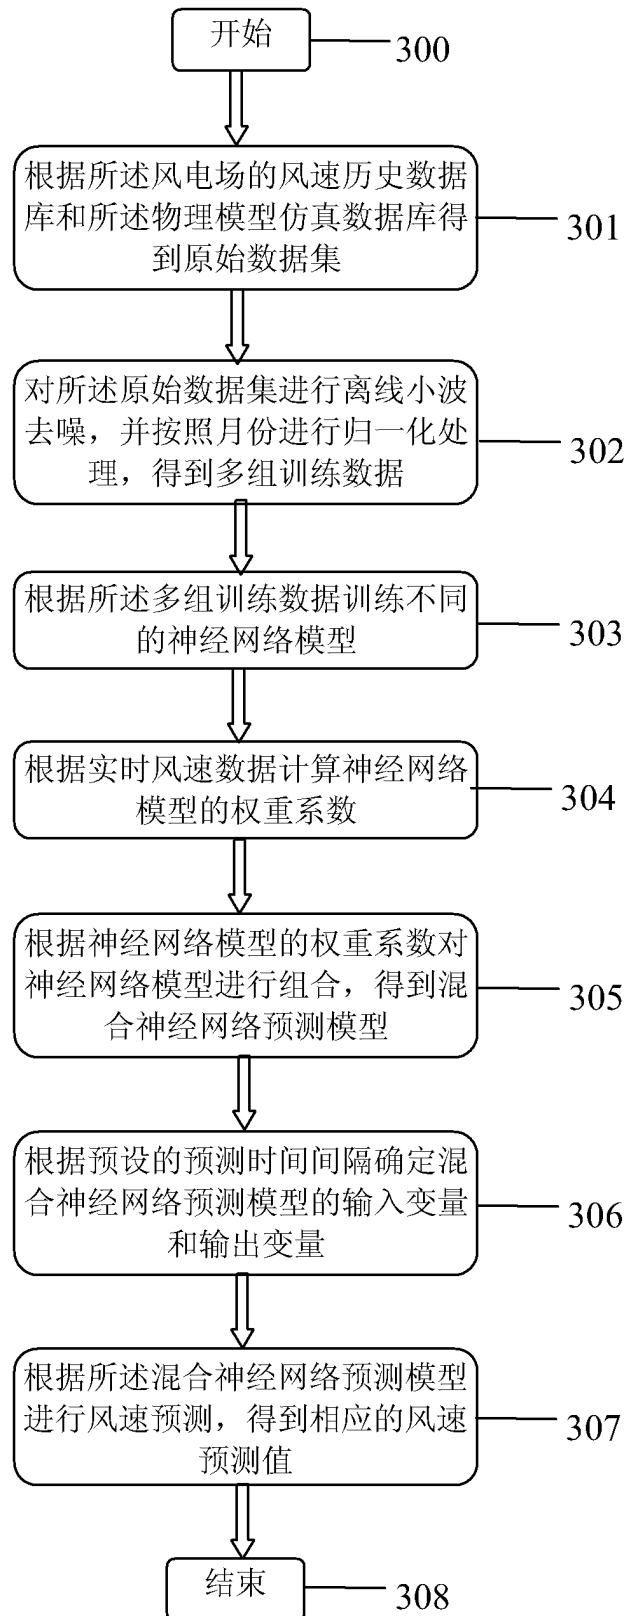 开始
300
根据所述风电场的风速历史数据
库和所述物理模型仿真数据库得
到原始数据集
301
对所述原始数据集进行离线小波
去噪，并按照月份进行归一化处
理，得到多组训练数据
302
根据所述多组训练数据训练不同
的神经网络模型
303
根据实时风速数据计算神经网络
模型的权重系数
304
根据神经网络模型的权重系数对
神经网络模型进行组合，得到混
合神经网络预测模型
305
根据预设的预测时间间隔确定混
合神经网络预测模型的输入变量
和输出变量
306
根据所述混合神经网络预测模型
进行风速预测，得到相应的风速
预测值
307
结束
308